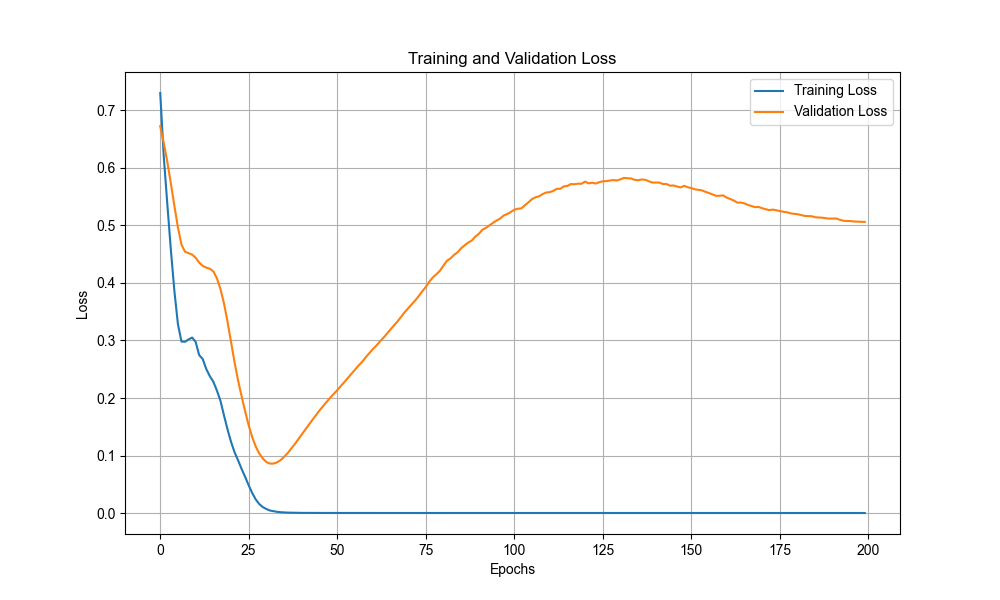 Training and Validation Loss
Training Loss
Validation Loss
0.7
0.6
0.5
0.4
0.3
0.2
0.1
0.0
Loss
0 25 50 75 100 125 150 175 200
Epochs